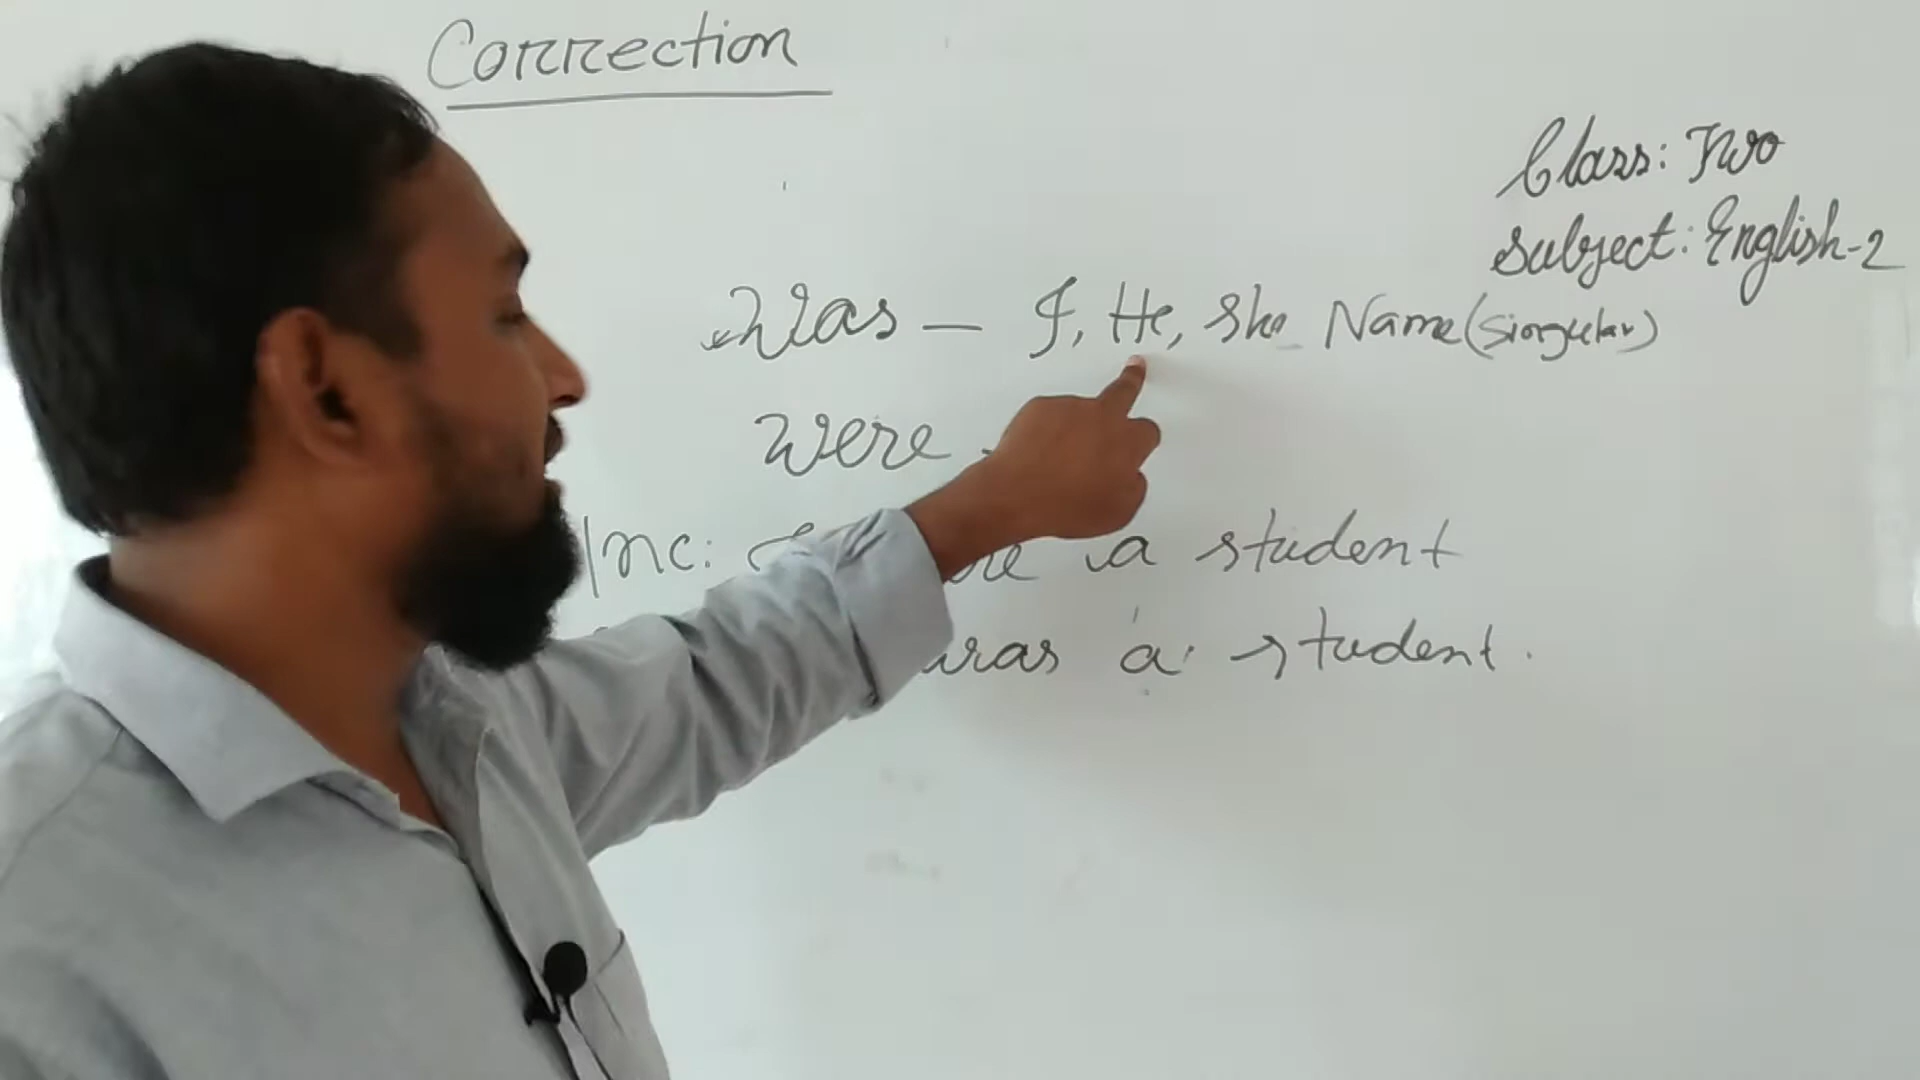 Correction
Class: Two
Subject: English-2
Was — I, He, She Name (Singular)
were
Inc: a student
was a student.